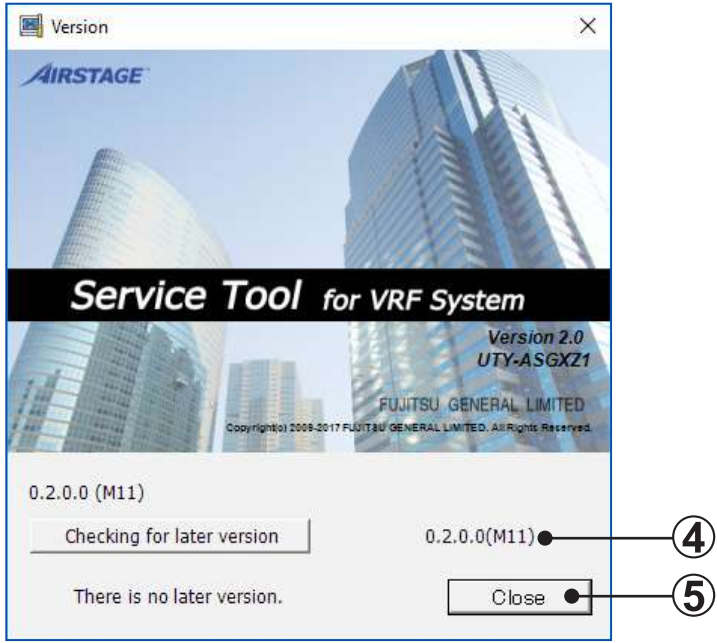 Version
AIRSTAGE
Service Tool for VRF System
Version 2.0
UTY-ASGXZ1
FUJITSU GENERAL LIMITED
Copyright(c) 2009-2017 FUJITSU GENERAL LIMITED. All Rights Reserved.
0.2.0.0 (M11)
Checking for later version
0.2.0.0(M11)
④
There is no later version.
Close
⑤